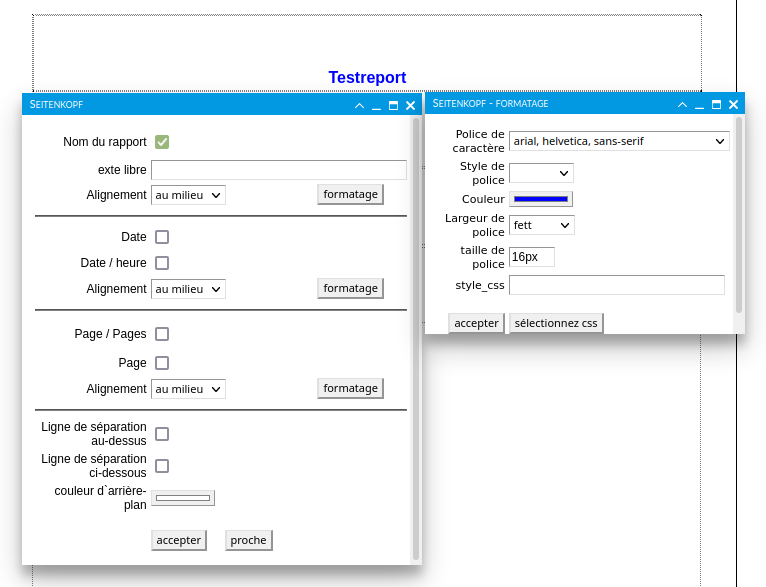 Testreport
SEITENKOPF
Nom du rapport
exte libre
Alignement au milieu formatage
Date
Date / heure
Alignement au milieu formatage
Page / Pages
Page
Alignement au milieu formatage
Ligne de séparation
au-dessus
Ligne de séparation
ci-dessous
couleur d`arrière-
plan
accepter proche
SEITENKOPF - FORMATAGE
Police de
caractère arial, helvetica, sans-serif
Style de
police
Couleur
Largeur de
police fett
taille de
police 16px
style_css
accepter sélectionnez css